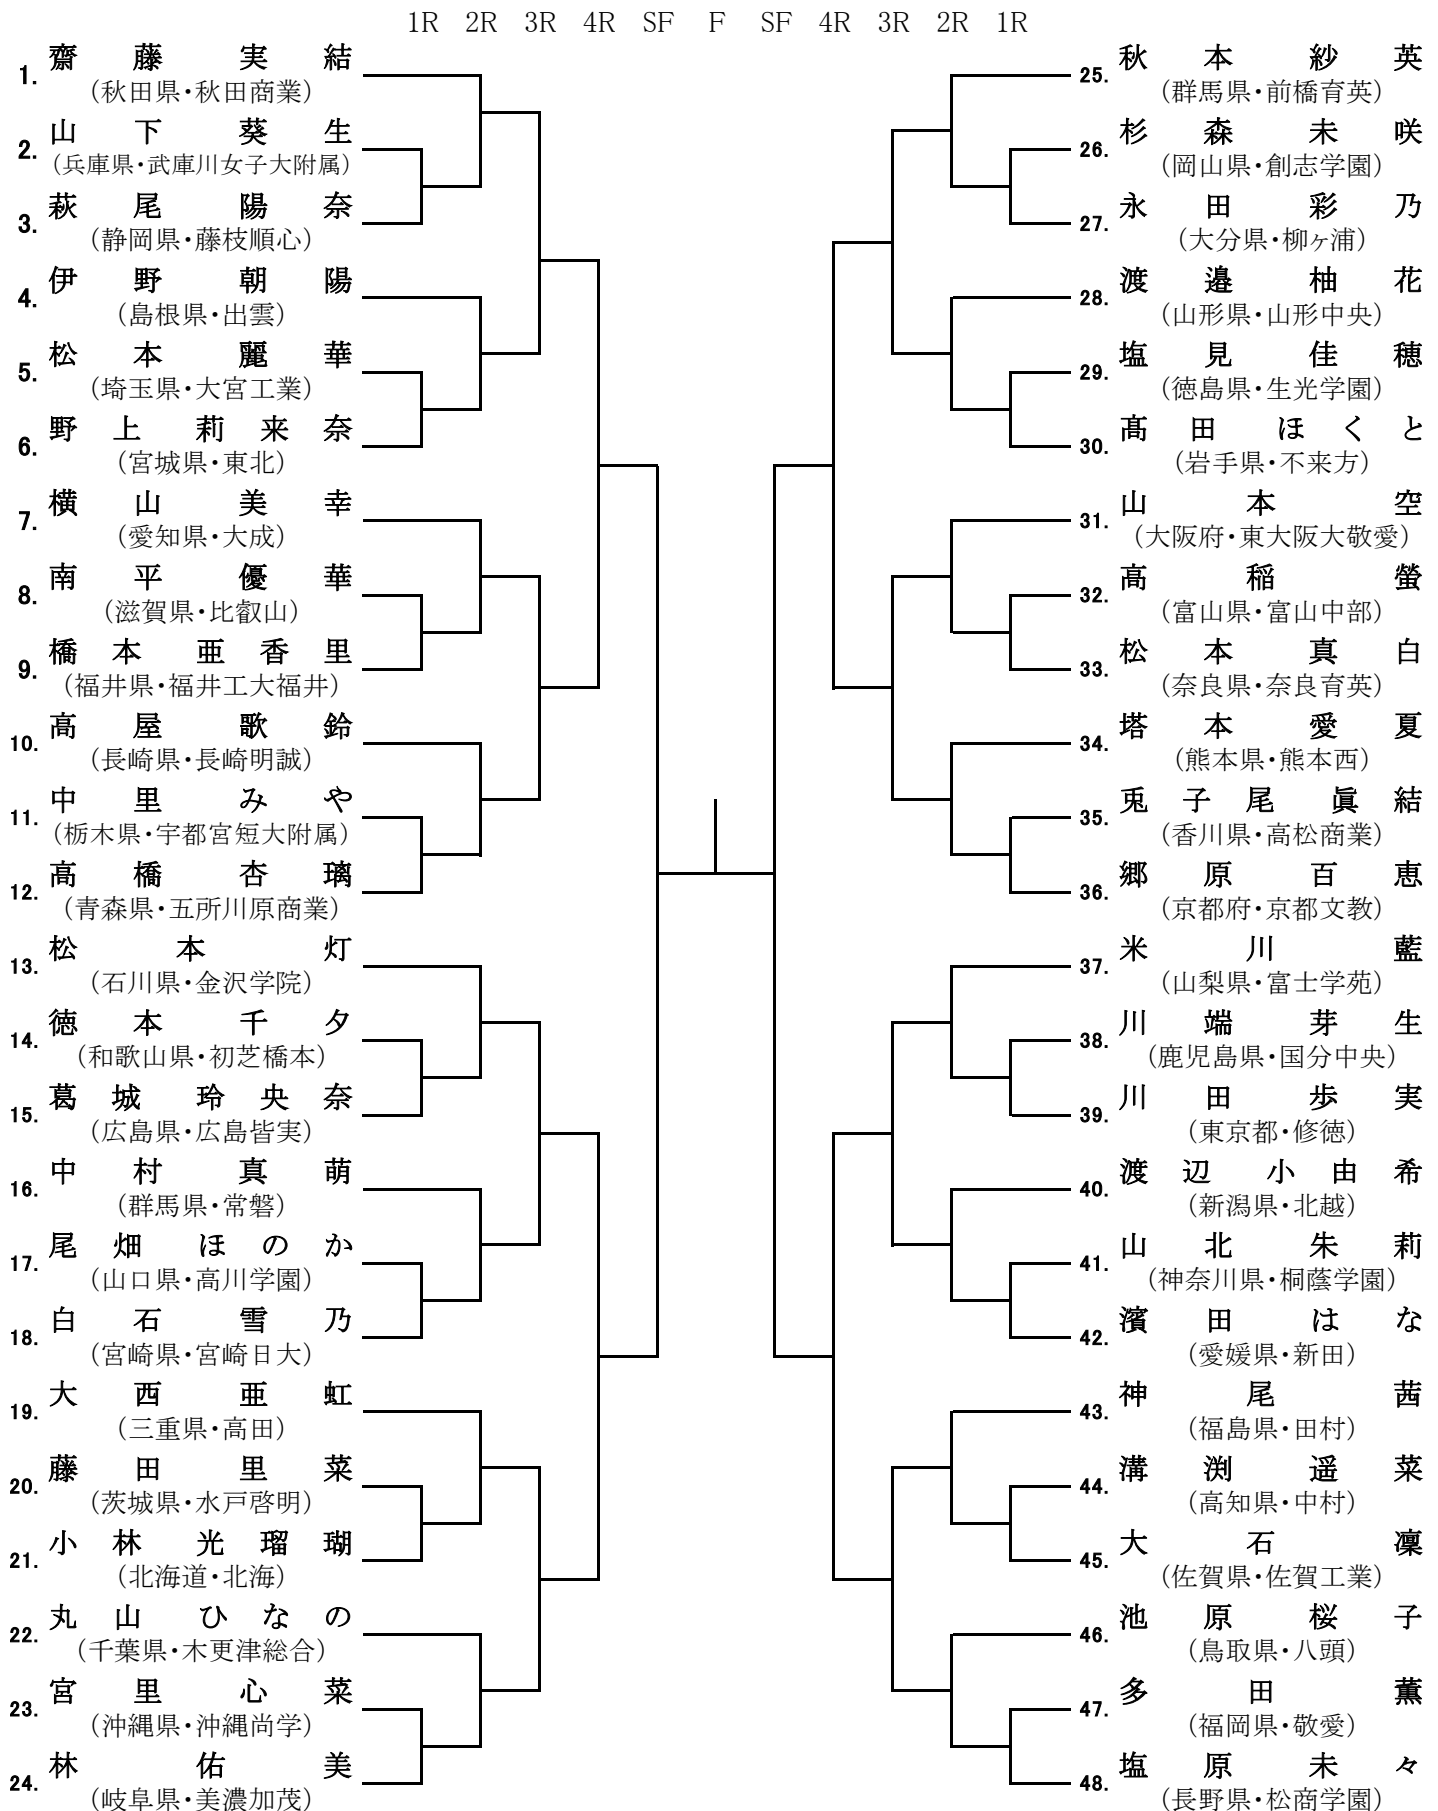 1R 2R 3R 4R SF F SF 4R 3R 2R 1R
1. 齋藤実結
(秋田県・秋田商業)
2. 山下葵生
(兵庫県・武庫川女子大附属)
3. 萩尾陽奈
(静岡県・藤枝順心)
4. 伊野朝陽
(島根県・出雲)
5. 松本麗華
(埼玉県・大宮工業)
6. 野上莉来奈
(宮城県・東北)
7. 横山美幸
(愛知県・大成)
8. 南平優華
(滋賀県・比叡山)
9. 橋本亜香里
(福井県・福井工大福井)
10. 髙屋歌鈴
(長崎県・長崎明誠)
11. 中里みや
(栃木県・宇都宮短大附属)
12. 高橋杏璃
(青森県・五所川原商業)
13. 松本灯
(石川県・金沢学院)
14. 徳本千夕
(和歌山県・初芝橋本)
15. 葛城玲央奈
(広島県・広島皆実)
16. 中村真萌
(群馬県・常磐)
17. 尾畑ほのか
(山口県・高川学園)
18. 白石雪乃
(宮崎県・宮崎日大)
19. 大西亜虹
(三重県・高田)
20. 藤田里菜
(茨城県・水戸啓明)
21. 小林光瑠瑚
(北海道・北海)
22. 丸山ひなの
(千葉県・木更津総合)
23. 宮里心菜
(沖縄県・沖縄尚学)
24. 林佑美
(岐阜県・美濃加茂)
25. 秋本紗英
(群馬県・前橋育英)
26. 杉森未咲
(岡山県・創志学園)
27. 永田彩乃
(大分県・柳ヶ浦)
28. 渡邉柚花
(山形県・山形中央)
29. 塩見佳穂
(徳島県・生光学園)
30. 髙田ほくと
(岩手県・不来方)
31. 山本空
(大阪府・東大阪大敬愛)
32. 高稲螢
(富山県・富山中部)
33. 松本真白
(奈良県・奈良育英)
34. 塔本愛夏
(熊本県・熊本西)
35. 兎子尾眞結
(香川県・高松商業)
36. 郷原百恵
(京都府・京都文教)
37. 米川藍
(山梨県・富士学苑)
38. 川端芽生
(鹿児島県・国分中央)
39. 川田歩実
(東京都・修徳)
40. 渡辺小由希
(新潟県・北越)
41. 山北朱莉
(神奈川県・桐蔭学園)
42. 濱田はな
(愛媛県・新田)
43. 神尾茜
(福島県・田村)
44. 溝渕遥菜
(高知県・中村)
45. 大石凜
(佐賀県・佐賀工業)
46. 池原桜子
(鳥取県・八頭)
47. 多田薫
(福岡県・敬愛)
48. 塩原未々
(長野県・松商学園)